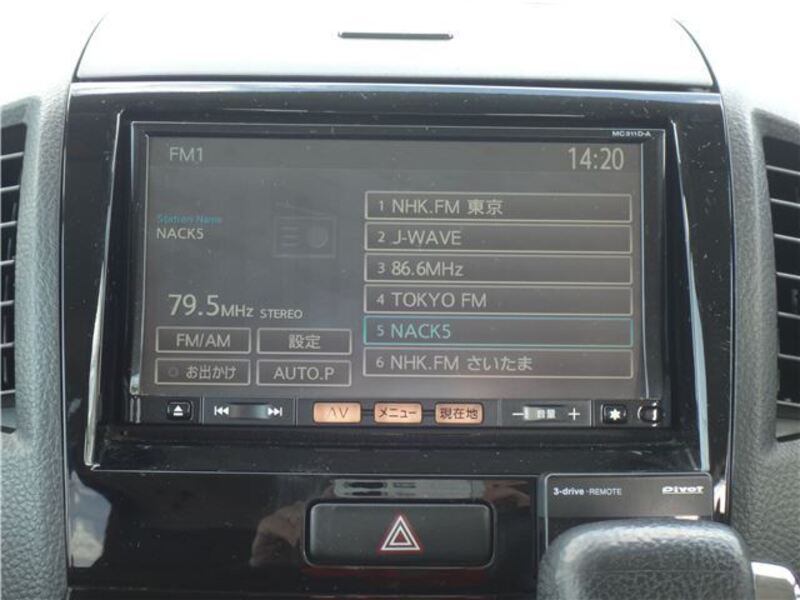 MC311D-A
FM1
14:20
Station Name
NACK5
79.5MHz STEREO
FM/AM
設定
お出かけ
AUTO.P
1 NHK.FM 東京
2 J-WAVE
3 86.6MHz
4 TOKYO FM
5 NACK5
6 NHK.FM さいたま
AV
メニュー
現在地
音量
3-drive・REMOTE
PIVOT